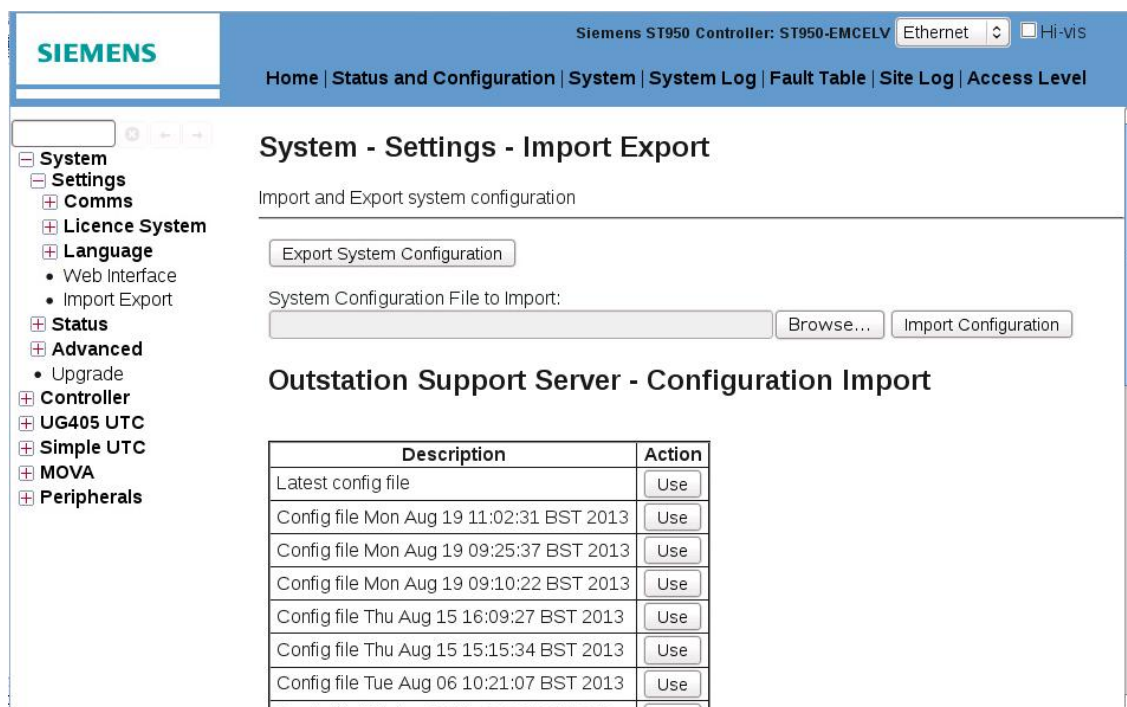 SIEMENS
Siemens ST950 Controller: ST950-EMCELV Ethernet Hi-vis
Home | Status and Configuration | System | System Log | Fault Table | Site Log | Access Level
System
Settings
Comms
Licence System
Language
Web Interface
Import Export
Status
Advanced
Upgrade
Controller
UG405 UTC
Simple UTC
MOVA
Peripherals
System - Settings - Import Export
Import and Export system configuration
Export System Configuration
System Configuration File to Import:
Browse... Import Configuration
Outstation Support Server - Configuration Import
Description Action
Latest config file Use
Config file Mon Aug 19 11:02:31 BST 2013 Use
Config file Mon Aug 19 09:25:37 BST 2013 Use
Config file Mon Aug 19 09:10:22 BST 2013 Use
Config file Thu Aug 15 16:09:27 BST 2013 Use
Config file Thu Aug 15 15:15:34 BST 2013 Use
Config file Tue Aug 06 10:21:07 BST 2013 Use